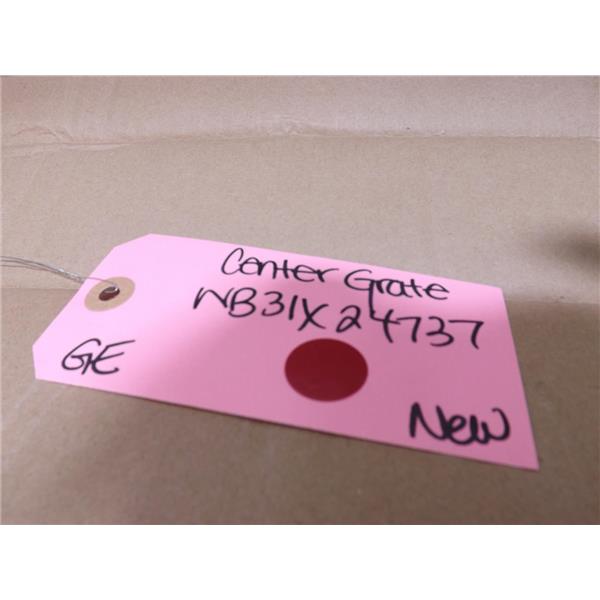 Center Grate
WB31X24737
GE
New